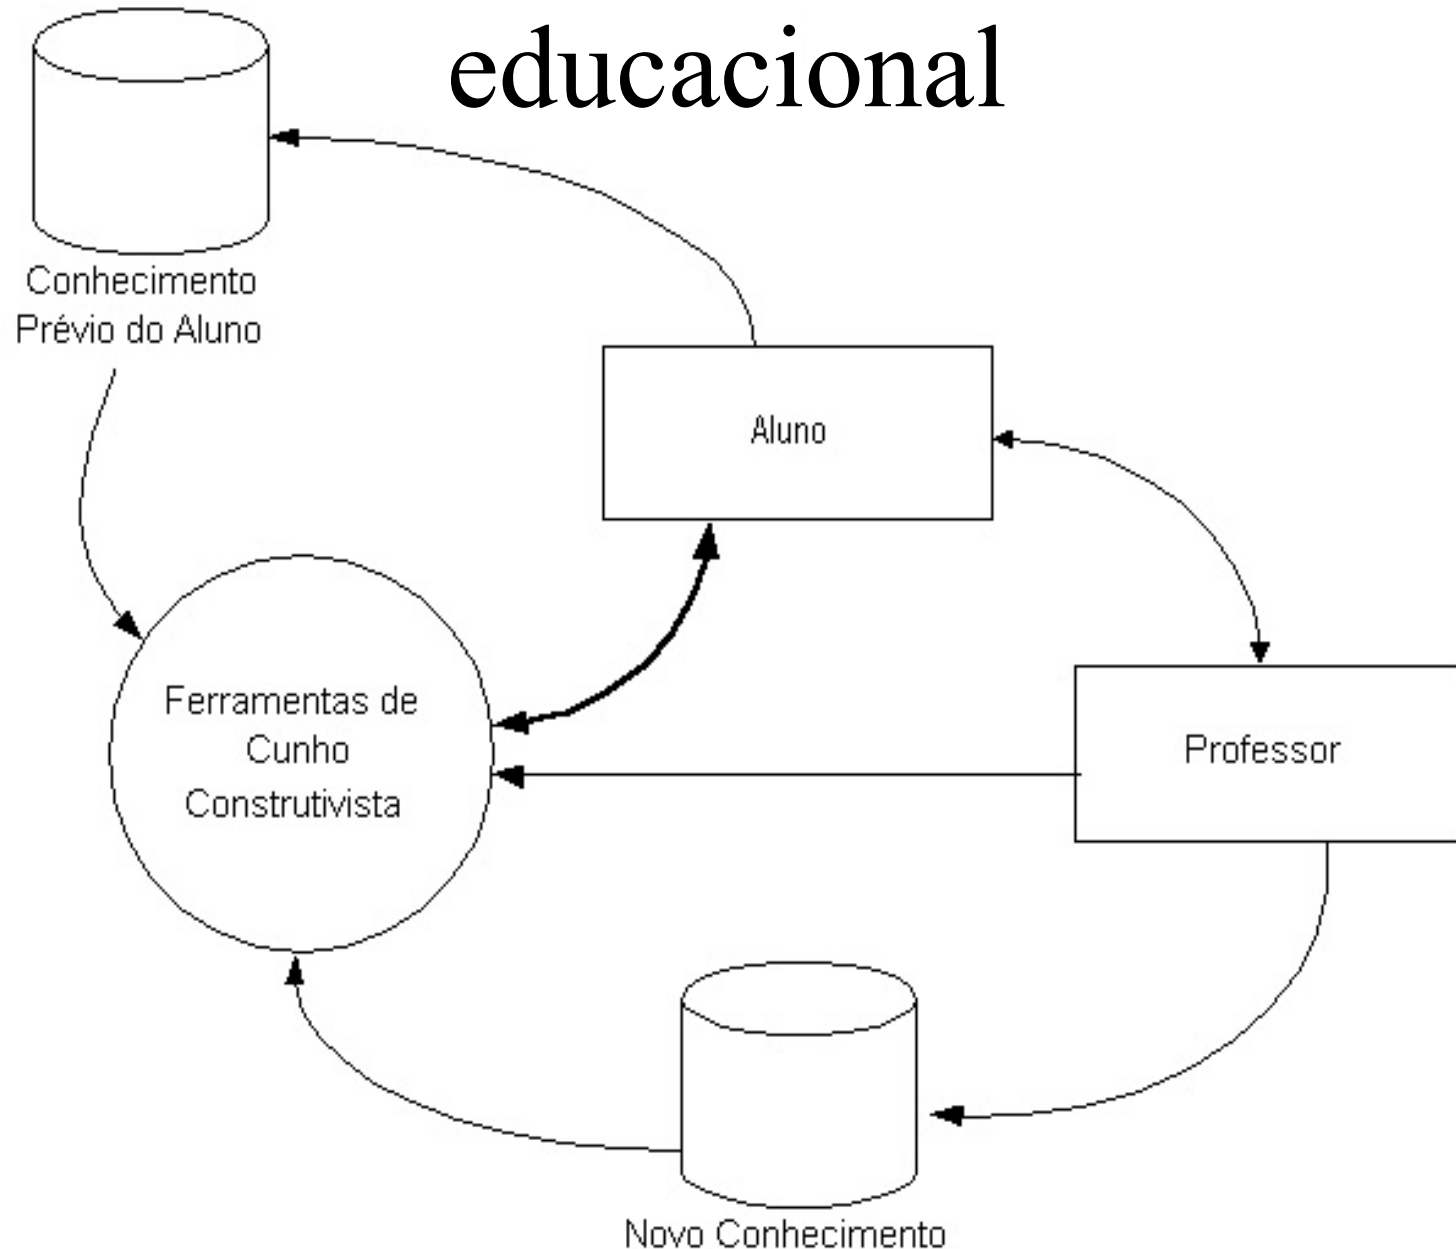 educacional
Conhecimento
Prévio do Aluno
Aluno
Ferramentas de
Cunho
Construtivista
Professor
Novo Conhecimento